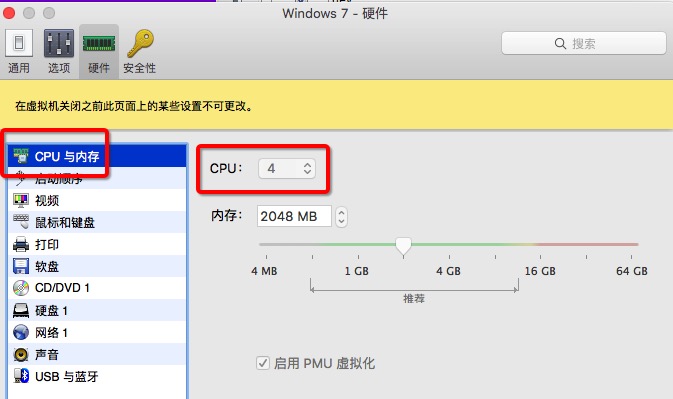 Windows 7 - 硬件
通用 选项 硬件 安全性
搜索
在虚拟机关闭之前此页面上的某些设置不可更改。
CPU 与内存
启动顺序
视频
鼠标和键盘
打印
软盘
CD/DVD 1
硬盘 1
网络 1
声音
USB 与蓝牙
CPU: 4
内存: 2048 MB
4 MB 1 GB 4 GB 16 GB 64 GB
推荐
启用 PMU 虚拟化